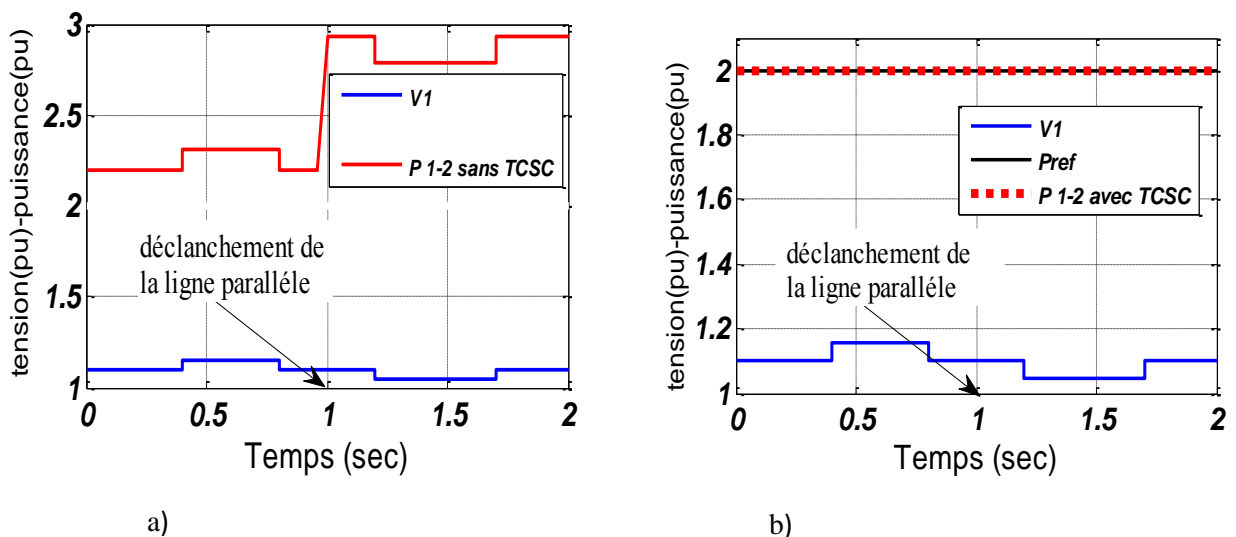 tension(pu)-puissance(pu)
3
2.5
2
1.5
1
V1
P 1-2 sans TCSC
déclanchement de
la ligne paralléle
0
0.5
1
1.5
2
Temps (sec)
a)
tension(pu)-puissance(pu)
2
1.8
1.6
1.4
1.2
1
V1
Pref
P 1-2 avec TCSC
déclanchement de
la ligne paralléle
0
0.5
1
1.5
2
Temps (sec)
b)